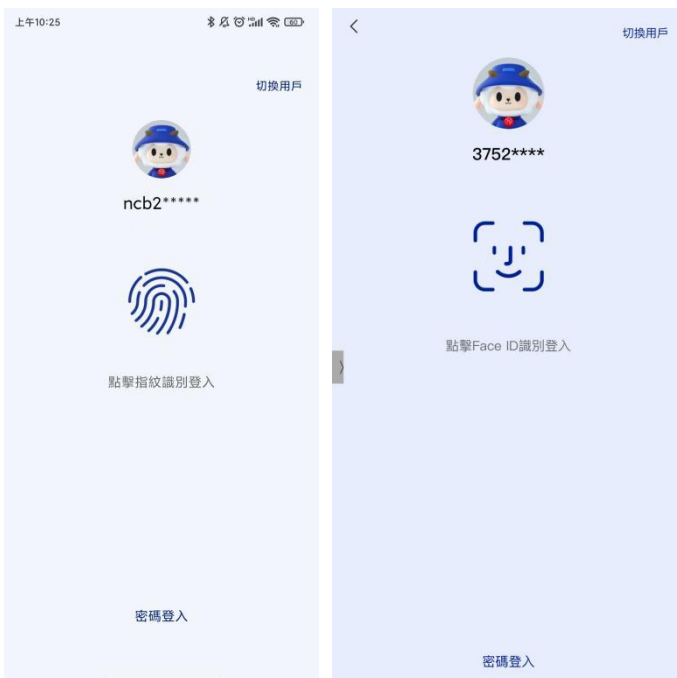 上午10:25
60
切換用戶
ncb2*****
點擊指紋識別登入
密碼登入
切換用戶
3752****
點擊Face ID識別登入
密碼登入